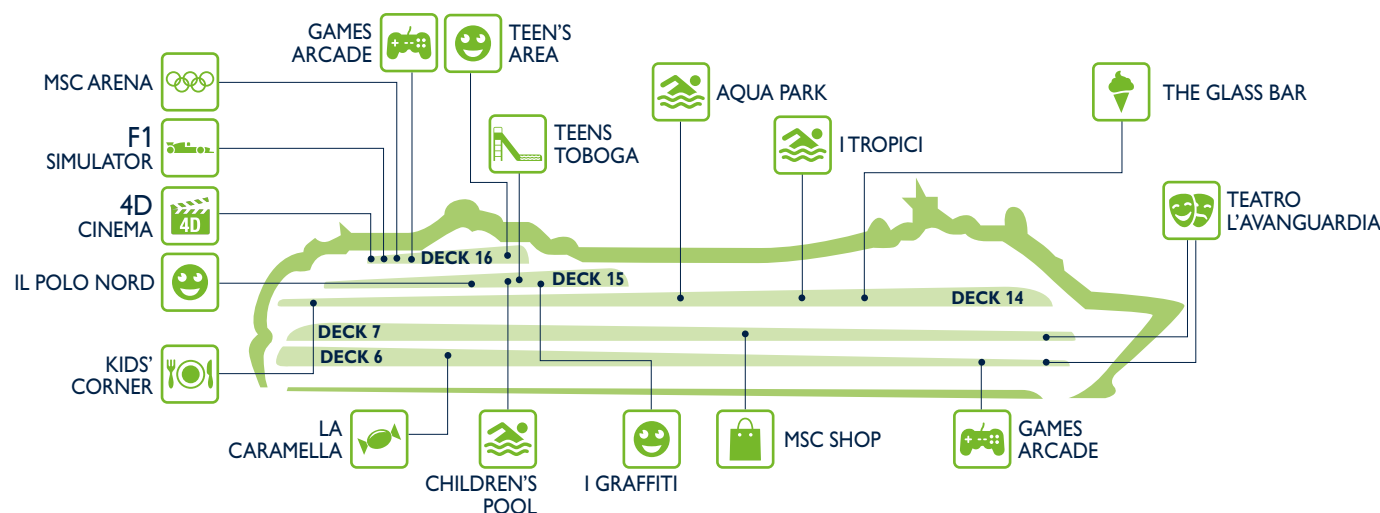 GAMES
ARCADE
TEEN'S
AREA
MSC ARENA
AQUA PARK
THE GLASS BAR
F1
SIMULATOR
TEENS
TOBOGA
I TROPICI
4D
CINEMA
4D
TEATRO
L'AVANGUARDIA
DECK 16
IL POLO NORD
DECK 15
DECK 14
DECK 7
DECK 6
KIDS'
CORNER
LA
CARAMELLA
CHILDREN'S
POOL
I GRAFFITI
MSC SHOP
GAMES
ARCADE